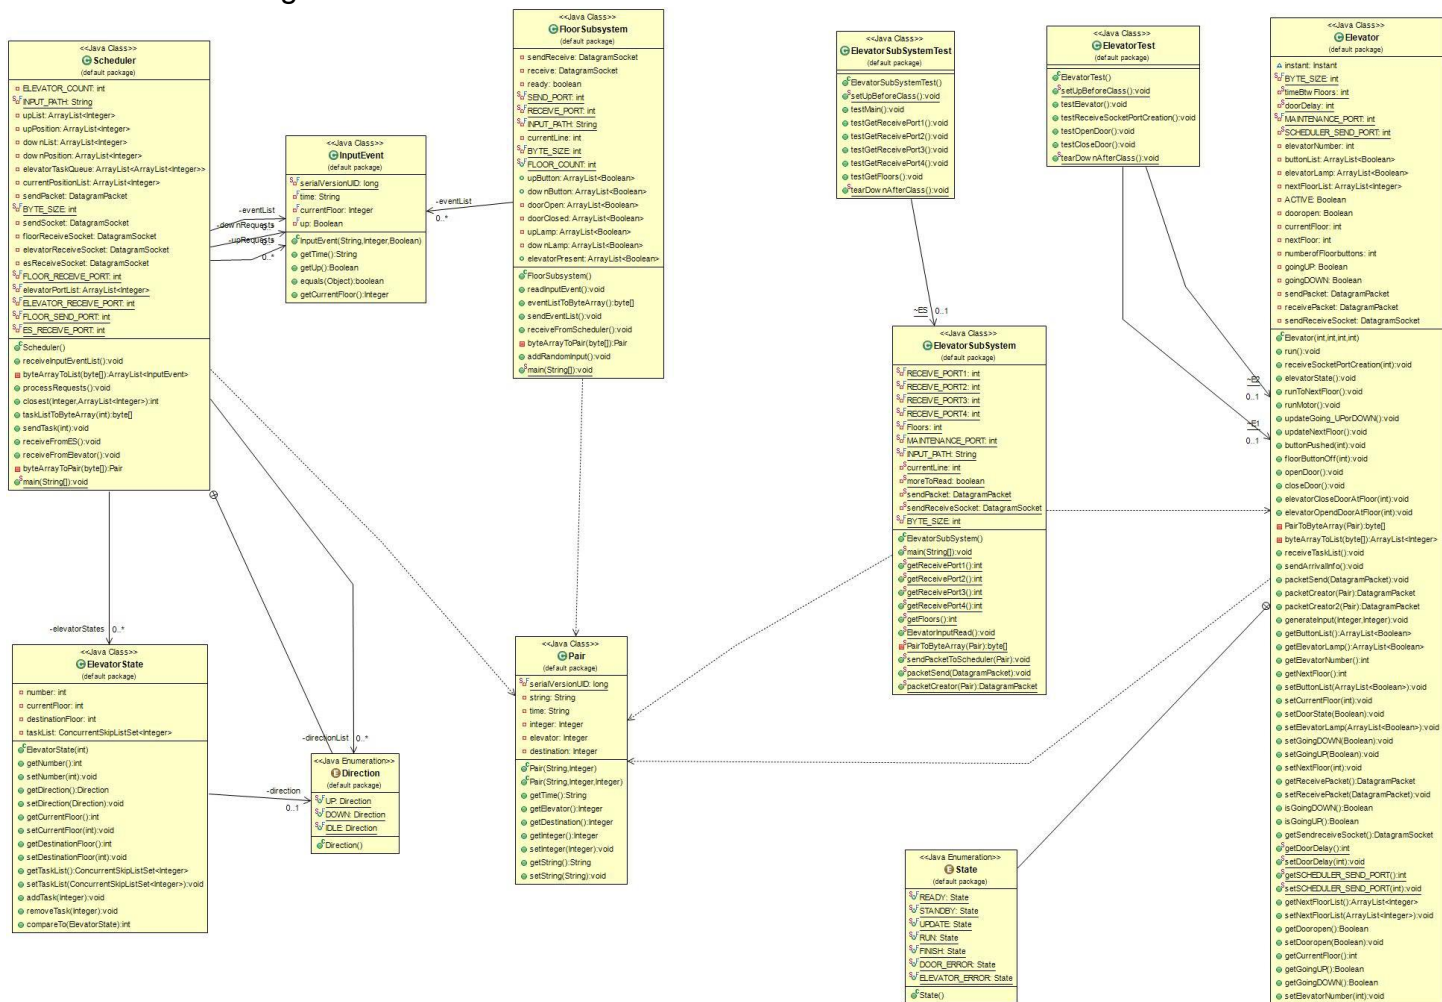 <<Java Class>>
Scheduler
(default package)
ELEVATOR_COUNT: int
INPUT_PATH: String
upList: ArrayList<Integer>
upPosition: ArrayList<Integer>
downList: ArrayList<Integer>
downPosition: ArrayList<Integer>
elevatorTaskQueue: ArrayList<ArrayList<Integer>>
currentPositionList: ArrayList<Integer>
sendPacket: DatagramPacket
BYTE_SIZE: int
sendSocket: DatagramSocket
floorReceiveSocket: DatagramSocket
elevatorReceiveSocket: DatagramSocket
esReceiveSocket: DatagramSocket
FLOOR_RECEIVE_PORT: int
elevatorPortList: ArrayList<Integer>
ELEVATOR_RECEIVE_PORT: int
FLOOR_SEND_PORT: int
ES_RECEIVE_PORT: int
Scheduler()
receiveInputEventList():void
byteArrayToList(byte[]):ArrayList<InputEvent>
processRequests():void
closest(Integer,ArrayList<Integer>):int
taskListToByteArray(int):byte[]
sendTask(int):void
receiveFromES():void
receiveFromElevator():void
byteArrayToPair(byte[]):Pair
main(String[]):void
-eventList
-downRequests
-upRequests
0..*
<<Java Class>>
InputEvent
(default package)
serialVersionUID: long
time: String
currentFloor: Integer
up: Boolean
InputEvent(String,Integer,Boolean)
getTime():String
getUp():Boolean
equals(Object):boolean
getCurrentFloor():Integer
-eventList
0..*
<<Java Class>>
FloorSubsystem
(default package)
sendReceive: DatagramSocket
receive: DatagramSocket
ready: boolean
SEND_PORT: int
RECEIVE_PORT: int
INPUT_PATH: String
currentLine: int
BYTE_SIZE: int
FLOOR_COUNT: int
upButton: ArrayList<Boolean>
downButton: ArrayList<Boolean>
doorOpen: ArrayList<Boolean>
doorClosed: ArrayList<Boolean>
upLamp: ArrayList<Boolean>
downLamp: ArrayList<Boolean>
elevatorPresent: ArrayList<Boolean>
FloorSubsystem()
readInputEvent():void
eventListToByteArray():byte[]
sendEventList():void
receiveFromScheduler():void
byteArrayToPair(byte[]):Pair
addRandomInput():void
main(String[]):void
<<Java Class>>
ElevatorSubSystemTest
(default package)
ElevatorSubSystemTest()
setUpBeforeClass():void
testMain():void
testGetReceivePort1():void
testGetReceivePort2():void
testGetReceivePort3():void
testGetReceivePort4():void
testGetFloors():void
tearDownAfterClass():void
~ES
0..1
<<Java Class>>
ElevatorTest
(default package)
ElevatorTest()
setUpBeforeClass():void
testElevator():void
testReceiveSocketPortCreation():void
testOpenDoor():void
testCloseDoor():void
tearDownAfterClass():void
~E2
0..1
~E1
0..1
<<Java Class>>
Elevator
(default package)
instant: Instant
BYTE_SIZE: int
timeBtwFloors: int
doorDelay: int
MAINTENANCE_PORT: int
SCHEDULER_SEND_PORT: int
elevatorNumber: int
buttonList: ArrayList<Boolean>
elevatorLamp: ArrayList<Boolean>
nextFloorList: ArrayList<Integer>
ACTIVE: Boolean
dooropen: Boolean
currentFloor: int
nextFloor: int
numberofFloorbuttons: int
goingUP: Boolean
goingDOWN: Boolean
sendPacket: DatagramPacket
receivePacket: DatagramPacket
sendReceiveSocket: DatagramSocket
Elevator(int,int,int,int)
run():void
receiveSocketPortCreation(int):void
elevatorState():void
runToNextFloor():void
runMotor():void
updateGoing_UPorDOWN():void
updateNextFloor():void
buttonPushed(int):void
floorButtonOff(int):void
openDoor():void
closeDoor():void
elevatorCloseDoorAtFloor(int):void
elevatorOpendDoorAtFloor(int):void
PairToByteArray(Pair):byte[]
byteArrayToList(byte[]):ArrayList<Integer>
receiveTaskList():void
sendArrivalInfo():void
packetSend(DatagramPacket):void
packetCreator(Pair):DatagramPacket
packetCreator2(Pair):DatagramPacket
generateInput(Integer,Integer):void
getButtonList():ArrayList<Boolean>
getElevatorLamp():ArrayList<Boolean>
getElevatorNumber():int
getNextFloor():int
setButtonList(ArrayList<Boolean>):void
setCurrentFloor(int):void
setDoorState(Boolean):void
setElevatorLamp(ArrayList<Boolean>):void
setGoingDOWN(Boolean):void
setGoingUP(Boolean):void
setNextFloor(int):void
getReceivePacket():DatagramPacket
setReceivePacket(DatagramPacket):void
isGoingDOWN():Boolean
isGoingUP():Boolean
getSendreceiveSocket():DatagramSocket
getDoorDelay():int
setDoorDelay(int):void
getSCHEDULER_SEND_PORT():int
setSCHEDULER_SEND_PORT(int):void
getNextFloorList():ArrayList<Integer>
setNextFloorList(ArrayList<Integer>):void
getDooropen():Boolean
setDooropen(Boolean):void
getCurrentFloor():int
getGoingUP():Boolean
getGoingDOWN():Boolean
setElevatorNumber(int):void
<<Java Class>>
ElevatorSubSystem
(default package)
RECEIVE_PORT1: int
RECEIVE_PORT2: int
RECEIVE_PORT3: int
RECEIVE_PORT4: int
Floors: int
MAINTENANCE_PORT: int
INPUT_PATH: String
currentLine: int
moreToRead: boolean
sendPacket: DatagramPacket
sendReceiveSocket: DatagramSocket
BYTE_SIZE: int
ElevatorSubSystem()
main(String[]):void
getReceivePort1():int
getReceivePort2():int
getReceivePort3():int
getReceivePort4():int
getFloors():int
ElevatorInputRead():void
PairToByteArray(Pair):byte[]
sendPacketToScheduler(Pair):void
packetSend(DatagramPacket):void
packetCreator(Pair):DatagramPacket
-elevatorStates
0..*
<<Java Class>>
ElevatorState
(default package)
number: int
currentFloor: int
destinationFloor: int
taskList: ConcurrentSkipListSet<Integer>
ElevatorState(int)
getNumber():int
setNumber(int):void
getDirection():Direction
setDirection(Direction):void
getCurrentFloor():int
setCurrentFloor(int):void
getDestinationFloor():int
setDestinationFloor(int):void
getTaskList():ConcurrentSkipListSet<Integer>
setTaskList(ConcurrentSkipListSet<Integer>):void
addTask(Integer):void
removeTask(Integer):void
compareTo(ElevatorState):int
-direction
0..1
-directionList
0..*
<<Java Enumeration>>
Direction
(default package)
UP: Direction
DOWN: Direction
IDLE: Direction
Direction()
<<Java Class>>
Pair
(default package)
serialVersionUID: long
string: String
time: String
integer: Integer
elevator: Integer
destination: Integer
Pair(String,Integer)
Pair(String,Integer,Integer)
getTime():String
getElevator():Integer
getDestination():Integer
getInteger():Integer
setInteger(Integer):void
getString():String
setString(String):void
<<Java Enumeration>>
State
(default package)
READY: State
STANDBY: State
UPDATE: State
RUN: State
FINISH: State
DOOR_ERROR: State
ELEVATOR_ERROR: State
State()